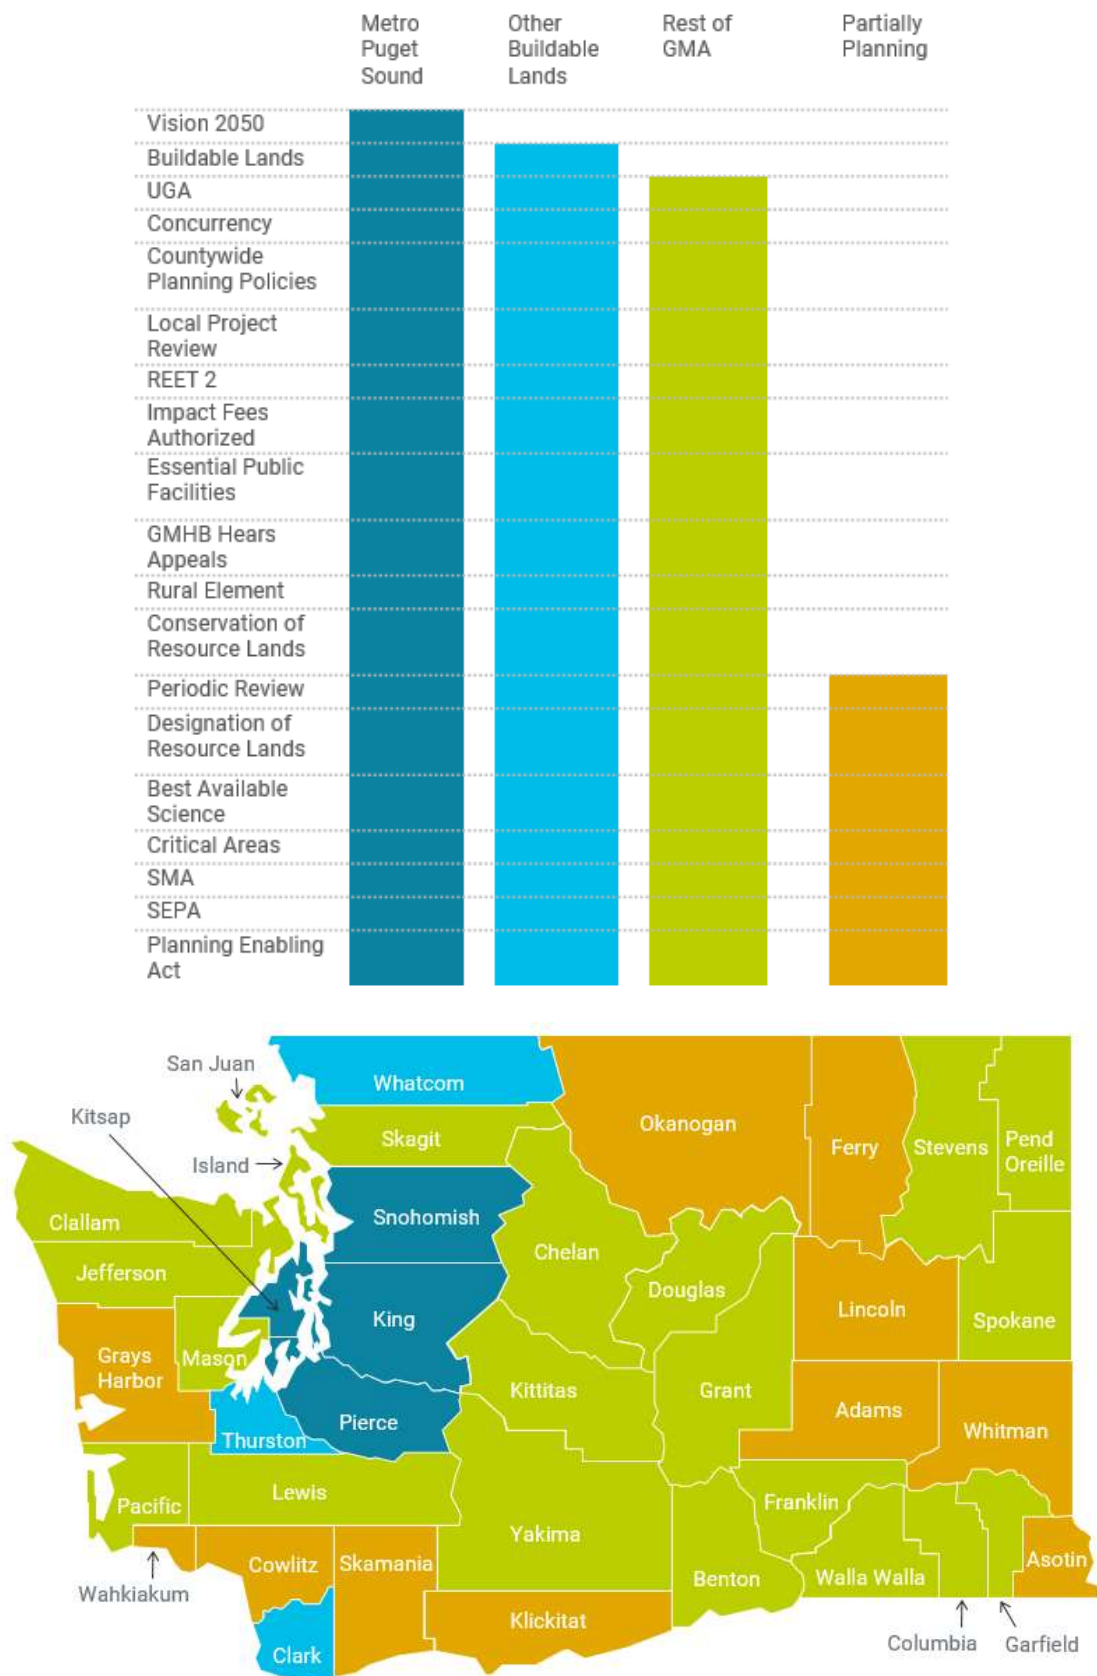 Metro
Puget
Sound
Other
Buildable
Lands
Rest of
GMA
Partially
Planning
Vision 2050
Buildable Lands
UGA
Concurrency
Countywide
Planning Policies
Local Project
Review
REET 2
Impact Fees
Authorized
Essential Public
Facilities
GMHB Hears
Appeals
Rural Element
Conservation of
Resource Lands
Periodic Review
Designation of
Resource Lands
Best Available
Science
Critical Areas
SMA
SEPA
Planning Enabling
Act
San Juan
Whatcom
Kitsap
Okanogan
Skagit
Ferry
Stevens
Pend
Oreille
Island
Clallam
Snohomish
Chelan
Jefferson
Douglas
Lincoln
King
Spokane
Grays
Harbor
Mason
Kittitas
Grant
Adams
Pierce
Whitman
Thurston
Lewis
Pacific
Franklin
Yakima
Cowlitz
Skamania
Asotin
Walla Walla
Benton
Wahkiakum
Klickitat
Columbia
Garfield
Clark